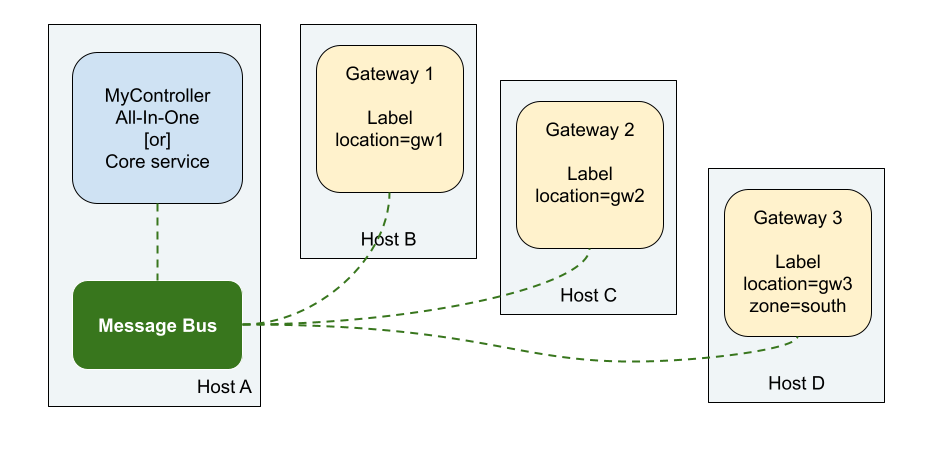 MyController
All-In-One
[or]
Core service
Message Bus
Host A
Gateway 1
Label
location=gw1
Host B
Gateway 2
Label
location=gw2
Host C
Gateway 3
Label
location=gw3
zone=south
Host D